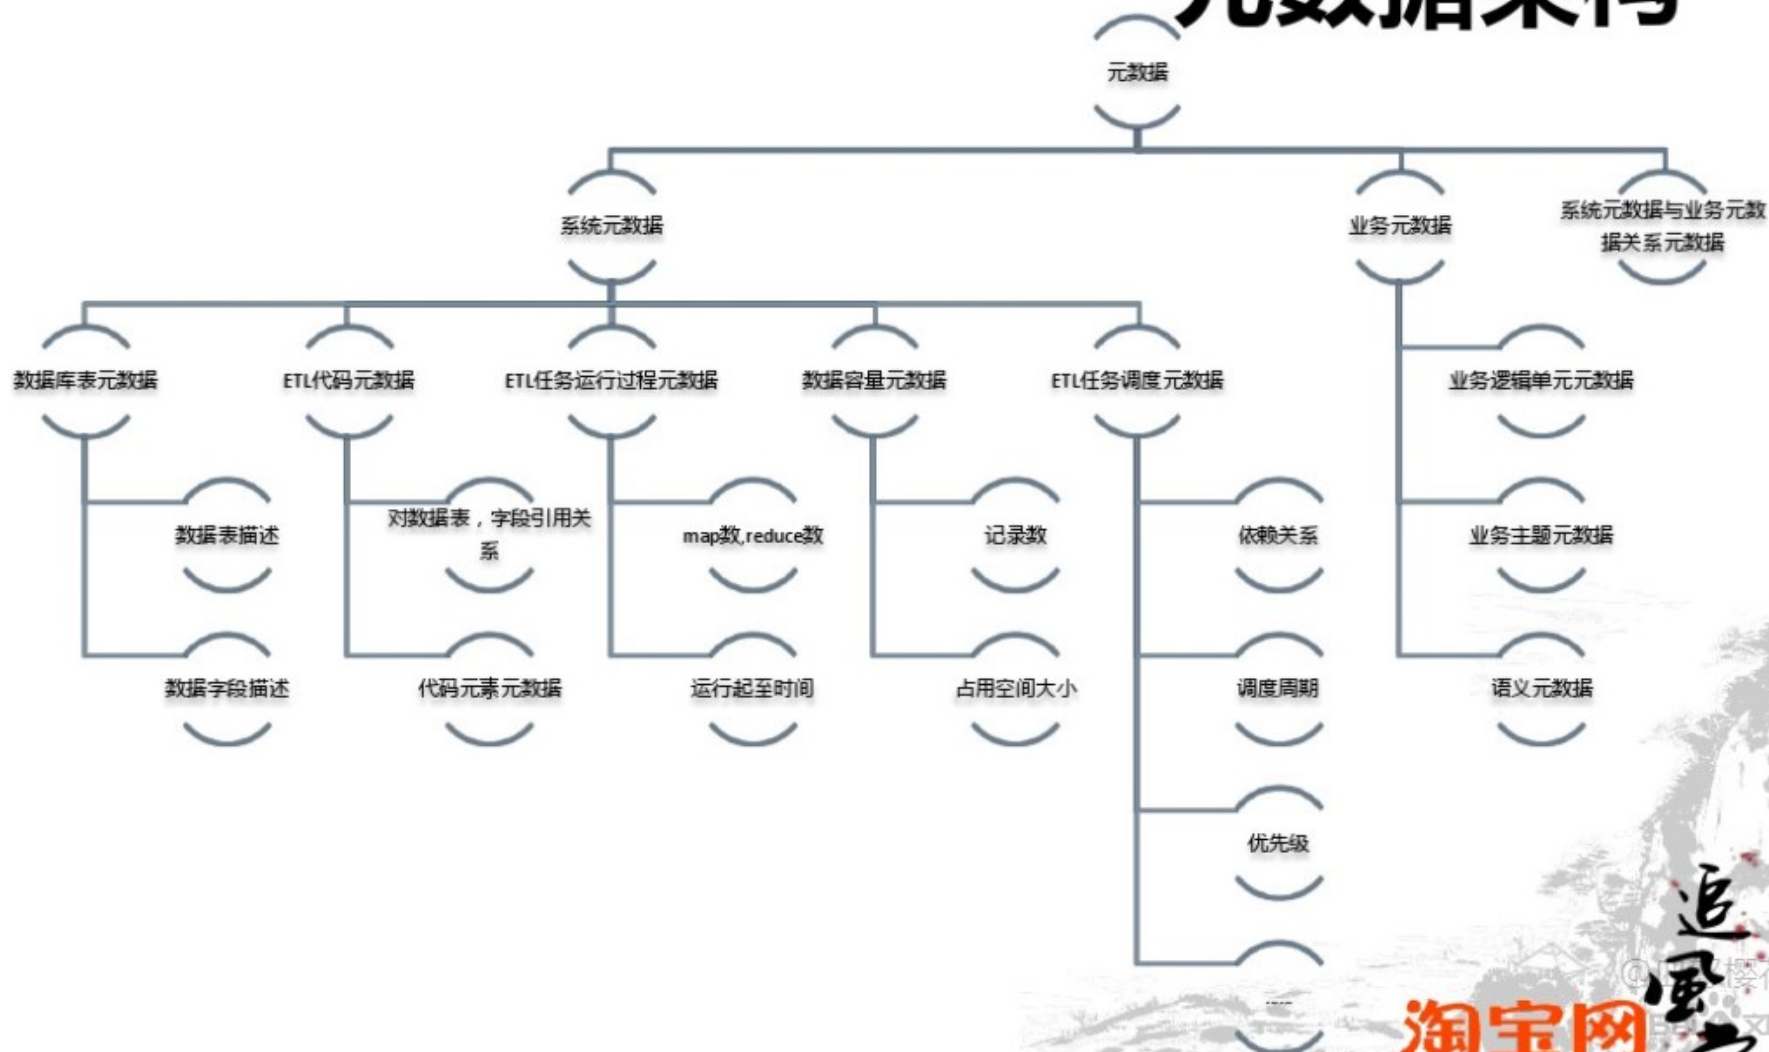 元数据架构
元数据
系统元数据
业务元数据
系统元数据与业务元数
据关系元数据
数据库表元数据
ETL代码元数据
ETL任务运行过程元数据
数据容量元数据
ETL任务调度元数据
业务逻辑单元元数据
数据表描述
对数据表，字段引用关
系
map数,reduce数
记录数
依赖关系
业务主题元数据
数据字段描述
代码元素元数据
运行起至时间
占用空间大小
调度周期
语义元数据
优先级
......
追
風
淘宝网